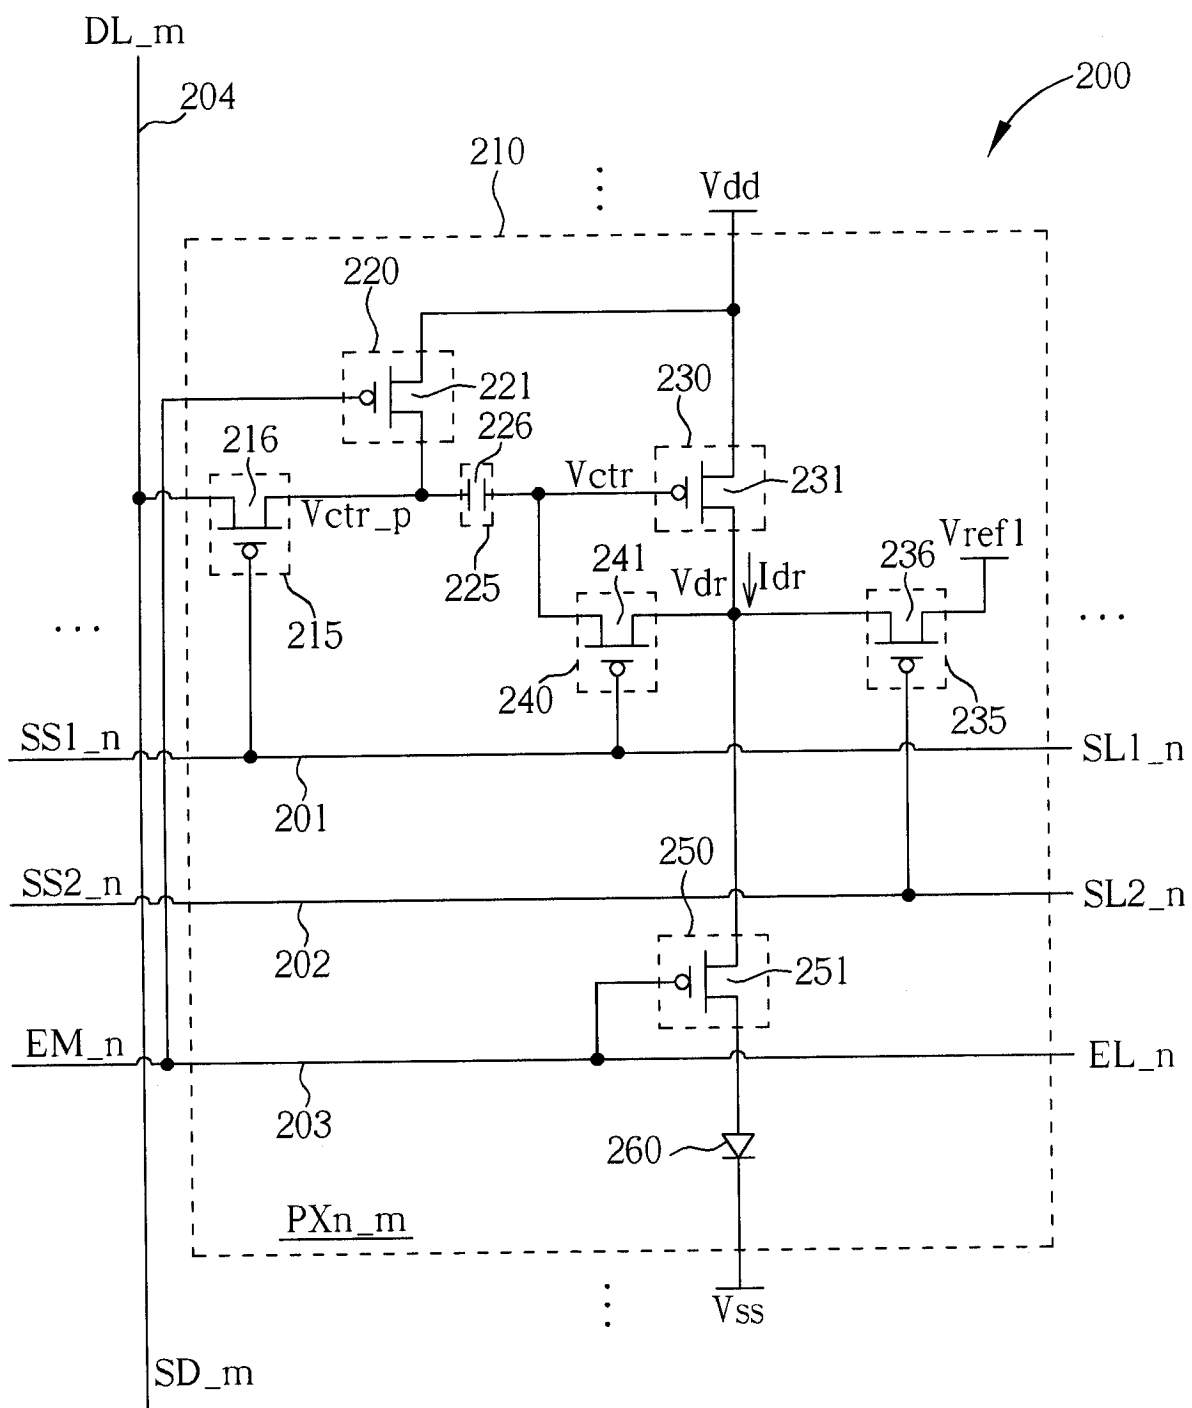 DL_m
204
200
210
Vdd
220
221
230
216
226
Vctr
231
Vctr_p
Vref1
225
241
Vdr
Idr
236
215
...
...
240
235
SS1_n
SL1_n
201
SS2_n
250
SL2_n
202
251
EM_n
EL_n
203
260
PXn_m
Vss
SD_m